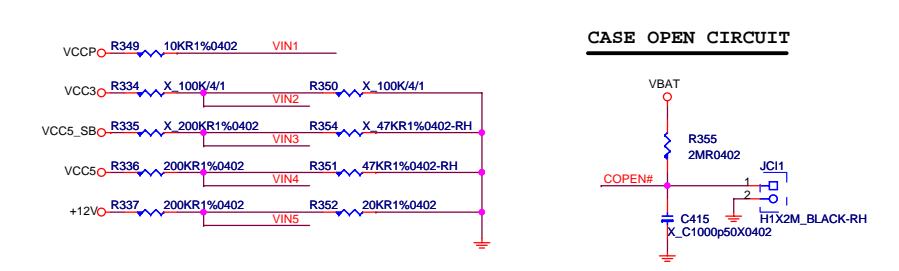 CASE OPEN CIRCUIT
VCCP R349 10KR1%0402 VIN1
VCC3 R334 X_100K/4/1 R350 X_100K/4/1
VIN2
VCC5_SB R335 X_200KR1%0402 R354 X_47KR1%0402-RH
VIN3
VCC5 R336 200KR1%0402 R351 47KR1%0402-RH
VIN4
+12V R337 200KR1%0402 R352 20KR1%0402
VIN5
VBAT
R355
2MR0402
JCI1
COPEN# 1
2
C415 H1X2M_BLACK-RH
X_C1000p50X0402